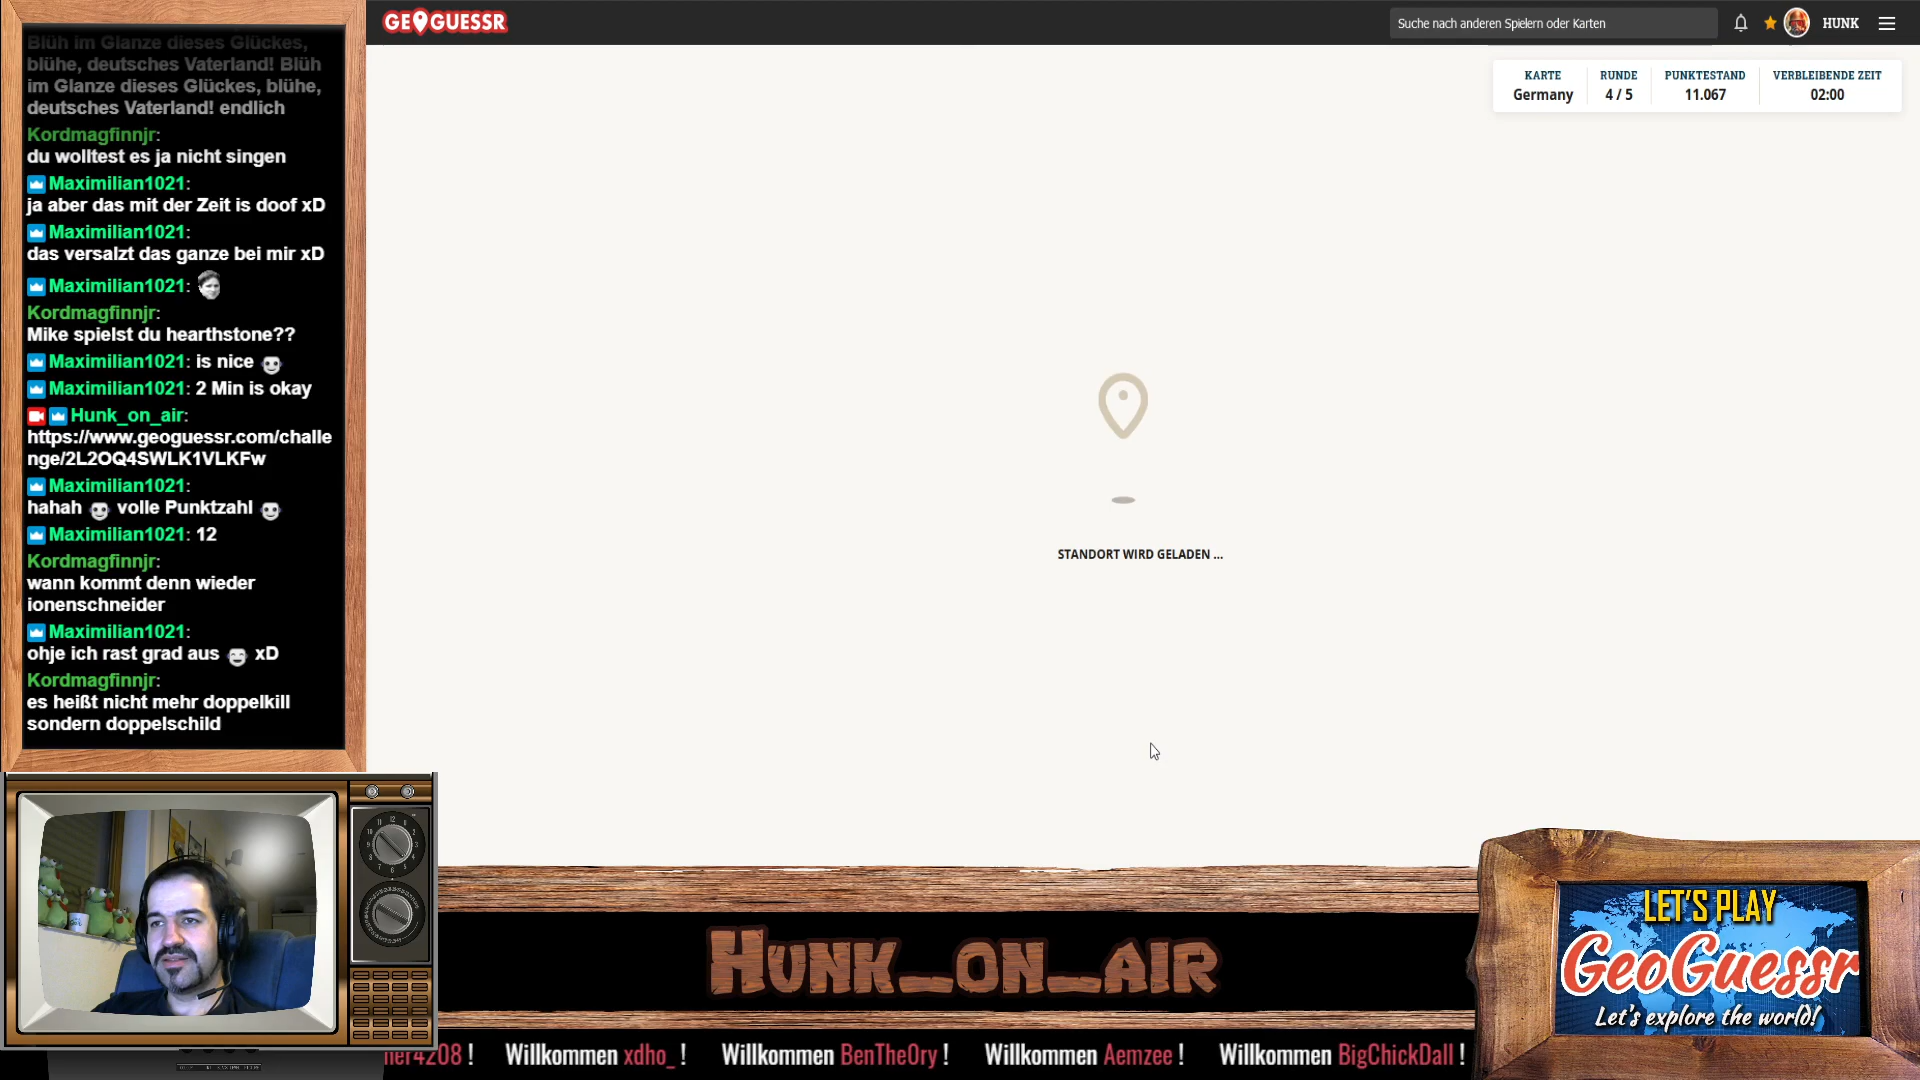 Blüh im Glanze dieses Glückes,
blühe, deutsches Vaterland! Blüh
im Glanze dieses Glückes, blühe,
deutsches Vaterland! endlich
Kordmagfinnjr:
du wolltest es ja nicht singen
Maximilian1021:
ja aber das mit der Zeit is doof xD
Maximilian1021:
das versalzt das ganze bei mir xD
Maximilian1021:
Kordmagfinnjr:
Mike spielst du hearthstone??
Maximilian1021: is nice
Maximilian1021: 2 Min is okay
Hunk_on_air:
https://www.geoguessr.com/challe
nge/2L2OQ4SWLK1VLKFw
Maximilian1021:
hahah volle Punktzahl
Maximilian1021: 12
Kordmagfinnjr:
wann kommt denn wieder
ionenschneider
Maximilian1021:
ohje ich rast grad aus xD
Kordmagfinnjr:
es heißt nicht mehr doppelkill
sondern doppelschild
GEOGUESSR
Suche nach anderen Spielern oder Karten
HUNK
KARTE RUNDE PUNKTESTAND VERBLEIBENDE ZEIT
Germany 4 / 5 11.067 02:00
STANDORT WIRD GELADEN ...
HUNK_ON_AIR
LET'S PLAY
GeoGuessr
Let's explore the world!
ner4208 ! Willkommen xdho_ ! Willkommen BenTheOry ! Willkommen Aemzee ! Willkommen BigChickDall !